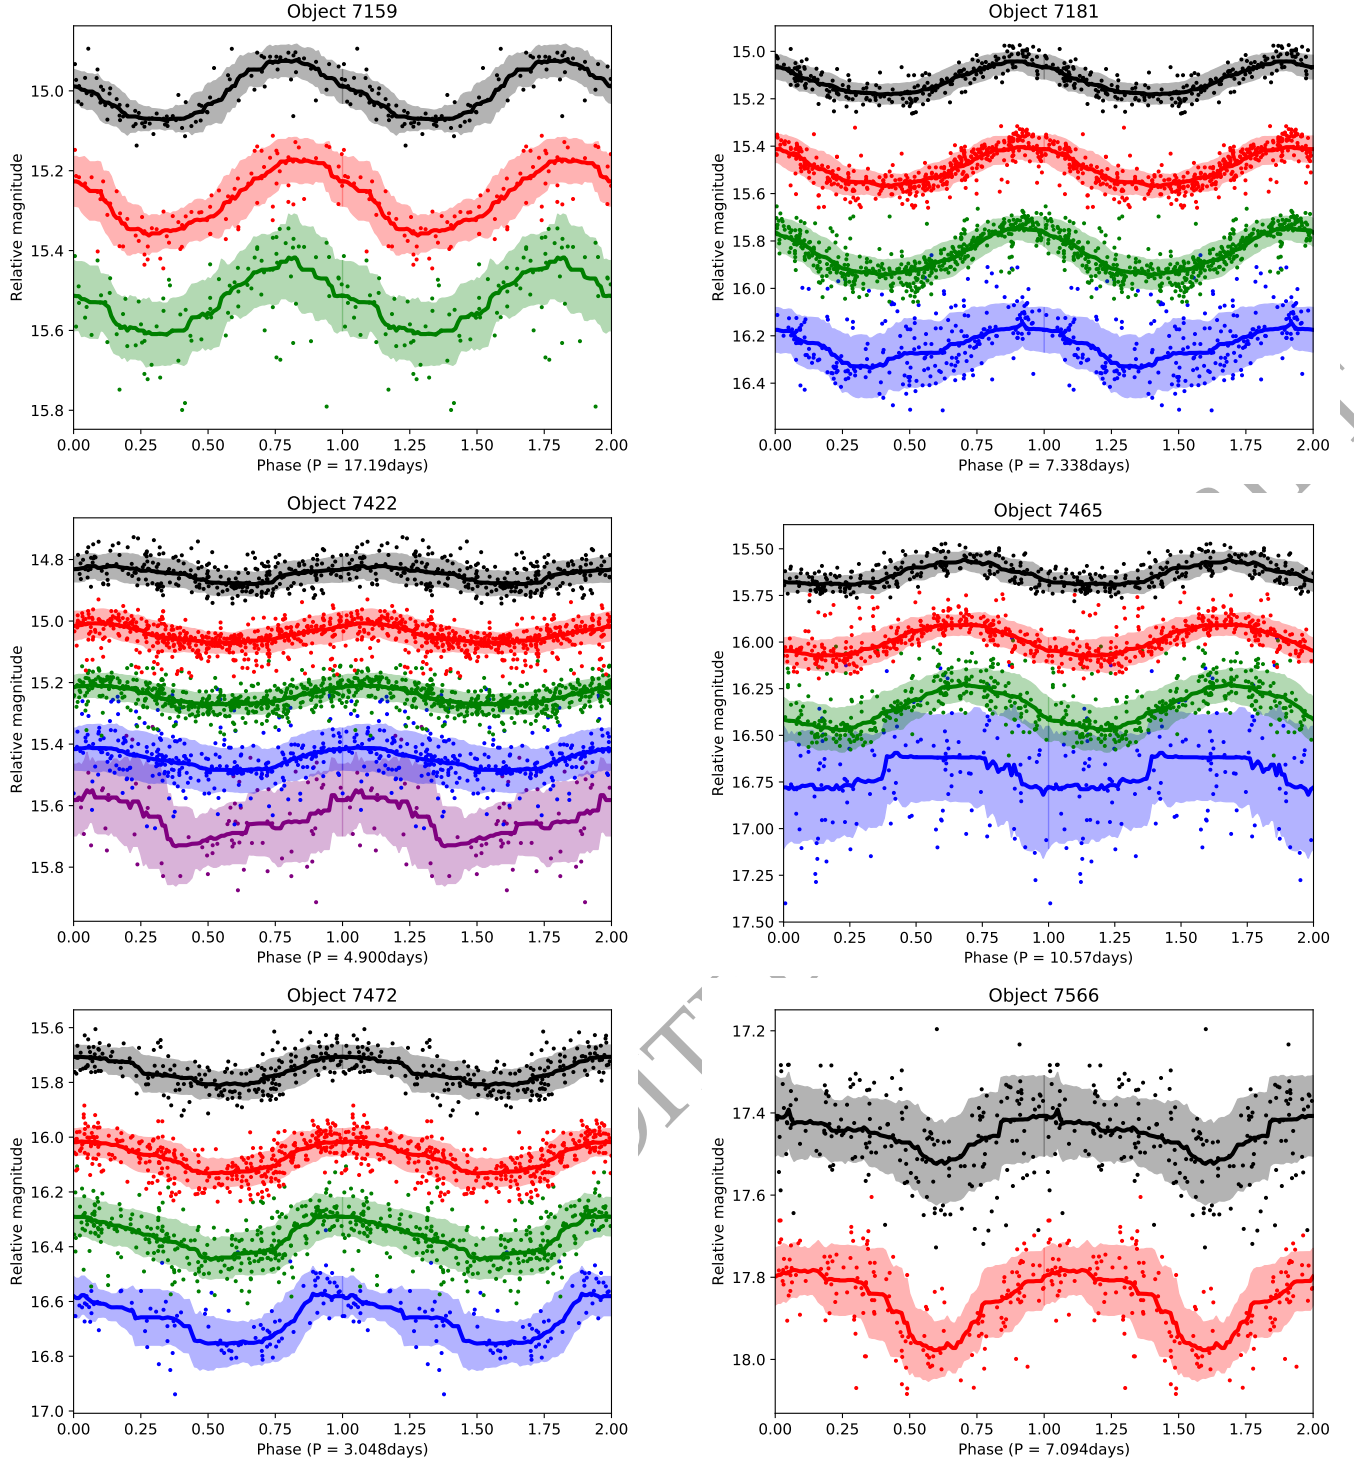 Object 7159
Relative magnitude
15.0
15.2
15.4
15.6
15.8
0.00 0.25 0.50 0.75 1.00 1.25 1.50 1.75 2.00
Phase (P = 17.19days)
Object 7181
Relative magnitude
15.0
15.2
15.4
15.6
15.8
16.0
16.2
16.4
0.00 0.25 0.50 0.75 1.00 1.25 1.50 1.75 2.00
Phase (P = 7.338days)
Object 7422
Relative magnitude
14.8
15.0
15.2
15.4
15.6
15.8
0.00 0.25 0.50 0.75 1.00 1.25 1.50 1.75 2.00
Phase (P = 4.900days)
Object 7465
Relative magnitude
15.50
15.75
16.00
16.25
16.50
16.75
17.00
17.25
17.50
0.00 0.25 0.50 0.75 1.00 1.25 1.50 1.75 2.00
Phase (P = 10.57days)
Object 7472
Relative magnitude
15.6
15.8
16.0
16.2
16.4
16.6
16.8
17.0
0.00 0.25 0.50 0.75 1.00 1.25 1.50 1.75 2.00
Phase (P = 3.048days)
Object 7566
Relative magnitude
17.2
17.4
17.6
17.8
18.0
0.00 0.25 0.50 0.75 1.00 1.25 1.50 1.75 2.00
Phase (P = 7.094days)